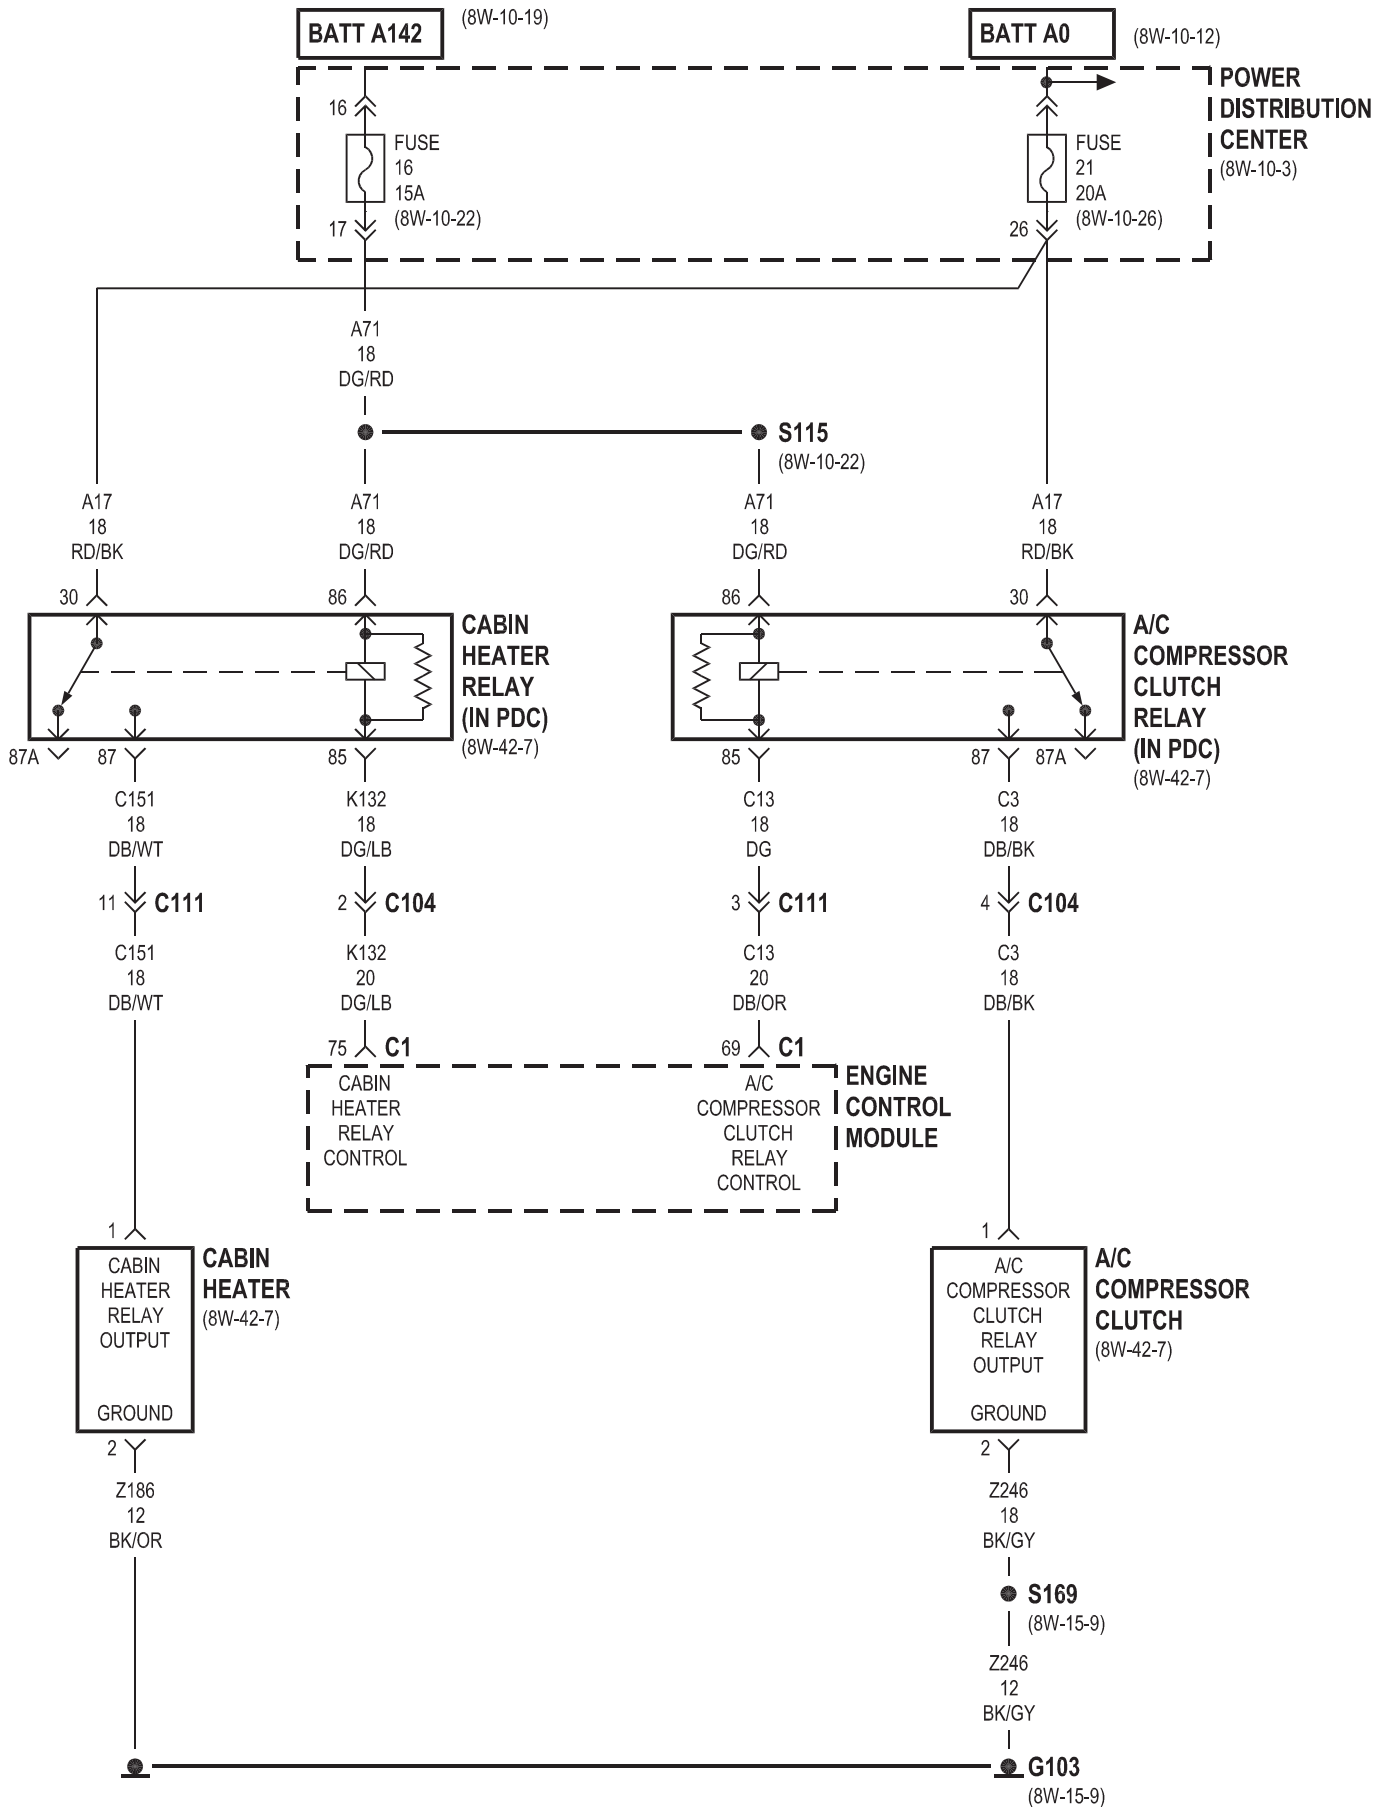 BATT A142
(8W-10-19)
BATT A0
(8W-10-12)
POWER
DISTRIBUTION
CENTER
(8W-10-3)
16
FUSE
16
15A
(8W-10-22)
17
FUSE
21
20A
(8W-10-26)
26
A71
18
DG/RD
S115
(8W-10-22)
A17
18
RD/BK
A71
18
DG/RD
A71
18
DG/RD
A17
18
RD/BK
30
86
86
30
CABIN
HEATER
RELAY
(IN PDC)
(8W-42-7)
A/C
COMPRESSOR
CLUTCH
RELAY
(IN PDC)
(8W-42-7)
87A
87
85
85
87
87A
C151
18
DB/WT
K132
18
DG/LB
C13
18
DG
C3
18
DB/BK
11
C111
2
C104
3
C111
4
C104
C151
18
DB/WT
K132
20
DG/LB
C13
20
DB/OR
C3
18
DB/BK
75
C1
69
C1
CABIN
HEATER
RELAY
CONTROL
A/C
COMPRESSOR
CLUTCH
RELAY
CONTROL
ENGINE
CONTROL
MODULE
1
CABIN
HEATER
RELAY
OUTPUT
GROUND
CABIN
HEATER
(8W-42-7)
2
1
A/C
COMPRESSOR
CLUTCH
RELAY
OUTPUT
GROUND
A/C
COMPRESSOR
CLUTCH
(8W-42-7)
2
Z186
12
BK/OR
Z246
18
BK/GY
S169
(8W-15-9)
Z246
12
BK/GY
G103
(8W-15-9)